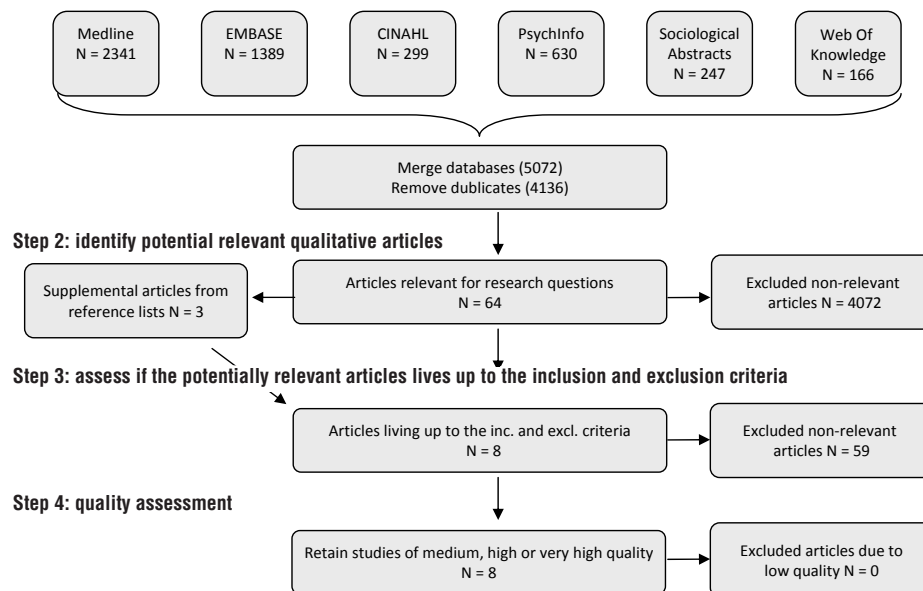 Medline
N = 2341
EMBASE
N = 1389
CINAHL
N = 299
PsychInfo
N = 630
Sociological
Abstracts
N = 247
Web Of
Knowledge
N = 166
Merge databases (5072)
Remove dublicates (4136)
Step 2: identify potential relevant qualitative articles
Supplemental articles from
reference lists N = 3
Articles relevant for research questions
N = 64
Excluded non-relevant
articles N = 4072
Step 3: assess if the potentially relevant articles lives up to the inclusion and exclusion criteria
Articles living up to the inc. and excl. criteria
N = 8
Excluded non-relevant
articles N = 59
Step 4: quality assessment
Retain studies of medium, high or very high quality
N = 8
Excluded articles due to
low quality N = 0